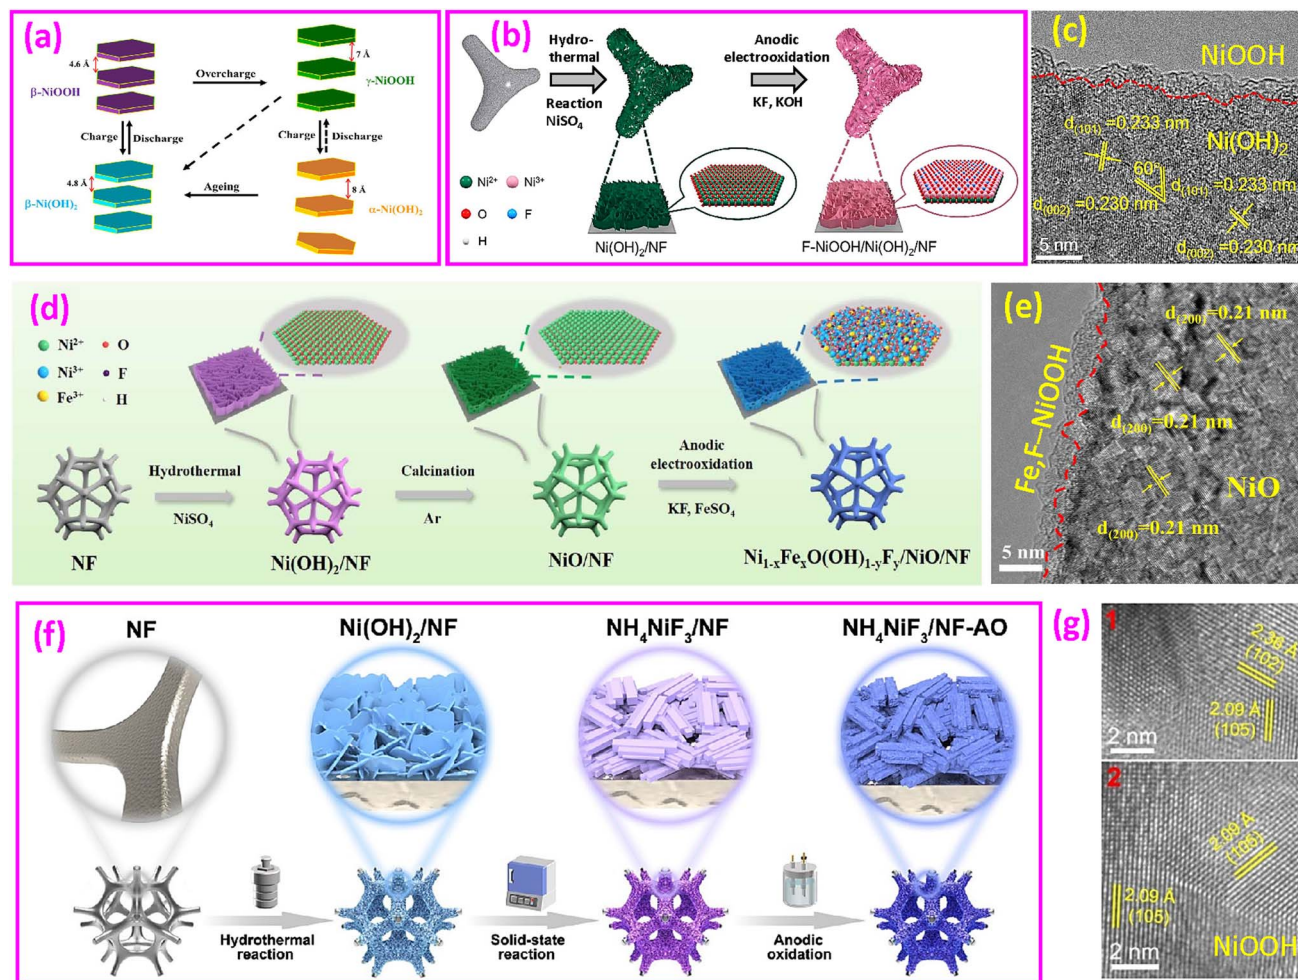 (a)
4.6 Å
β-NiOOH
Overcharge
7 Å
γ-NiOOH
Charge
Discharge
Charge
Discharge
4.8 Å
β-Ni(OH)2
Ageing
8 Å
α-Ni(OH)2
(b)
Hydro-
thermal
Reaction
NiSO4
Anodic
electrooxidation
KF, KOH
Ni2+
Ni3+
O
F
H
Ni(OH)2/NF
F-NiOOH/Ni(OH)2/NF
(c)
NiOOH
d(101)=0.233 nm
Ni(OH)2
60°
d(101)=0.233 nm
d(002)=0.230 nm
5 nm
d(002)=0.230 nm
(d)
Ni2+
O
Ni3+
F
Fe3+
H
Hydrothermal
NiSO4
Calcination
Ar
Anodic
electrooxidation
KF, FeSO4
NF
Ni(OH)2/NF
NiO/NF
Ni1-xFexO(OH)1-yFy/NiO/NF
(e)
d(200)=0.21 nm
Fe,F–NiOOH
d(200)=0.21 nm
NiO
d(200)=0.21 nm
5 nm
(f)
NF
Ni(OH)2/NF
NH4NiF3/NF
NH4NiF3/NF-AO
Hydrothermal
reaction
Solid-state
reaction
Anodic
oxidation
(g)
1
2.36 Å
(102)
2.09 Å
(105)
2 nm
2
2.09 Å
(105)
2.09 Å
(105)
2 nm
NiOOH